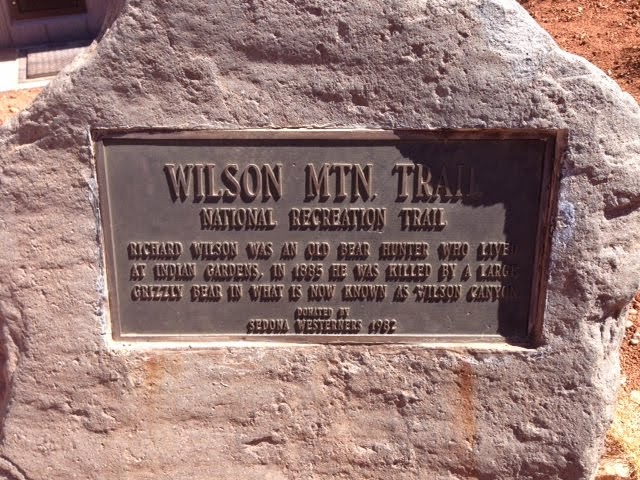 WILSON MTN. TRAIL
NATIONAL RECREATION TRAIL
RICHARD WILSON WAS AN OLD BEAR HUNTER WHO LIVED
AT INDIAN GARDENS. IN 1885 HE WAS KILLED BY A LARGE
GRIZZLY BEAR IN WHAT IS NOW KNOWN AS WILSON CANYON
DONATED BY
SEDONA WESTERNERS 1982